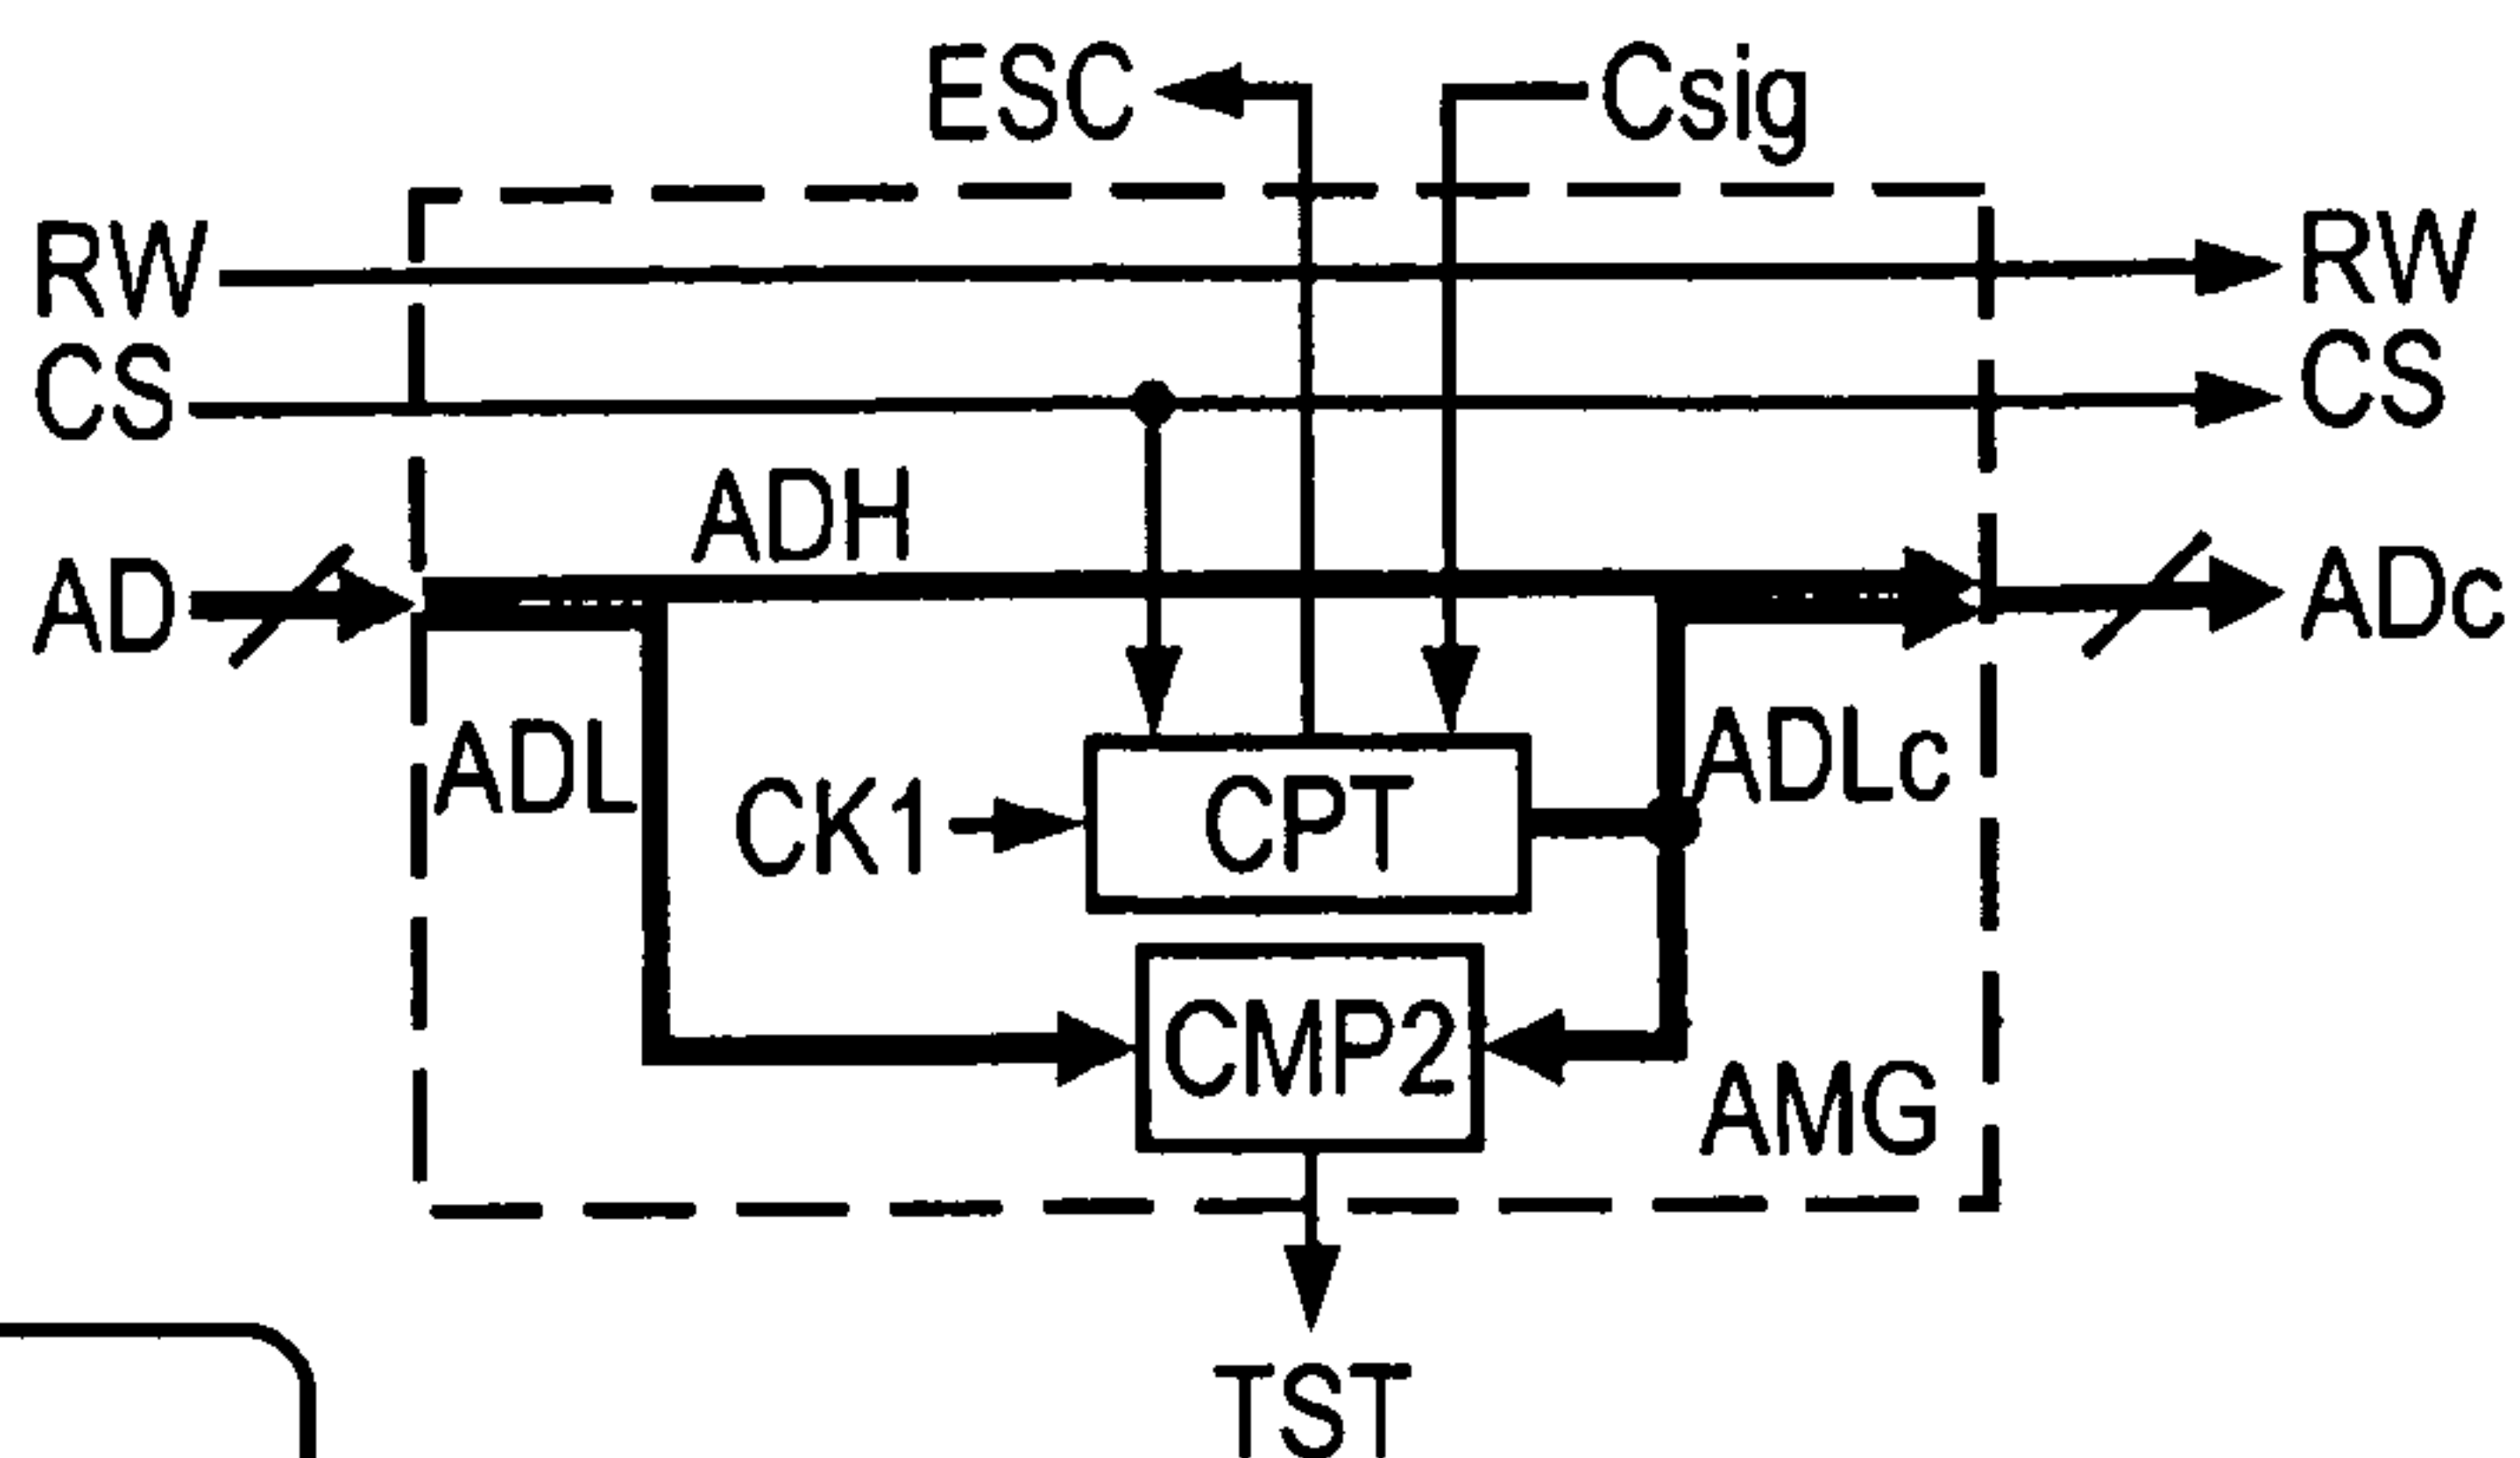 ESC Csig
RW RW
CS CS
ADH
AD ADc
ADL ADLc
CK1 CPT
CMP2
AMG
TST